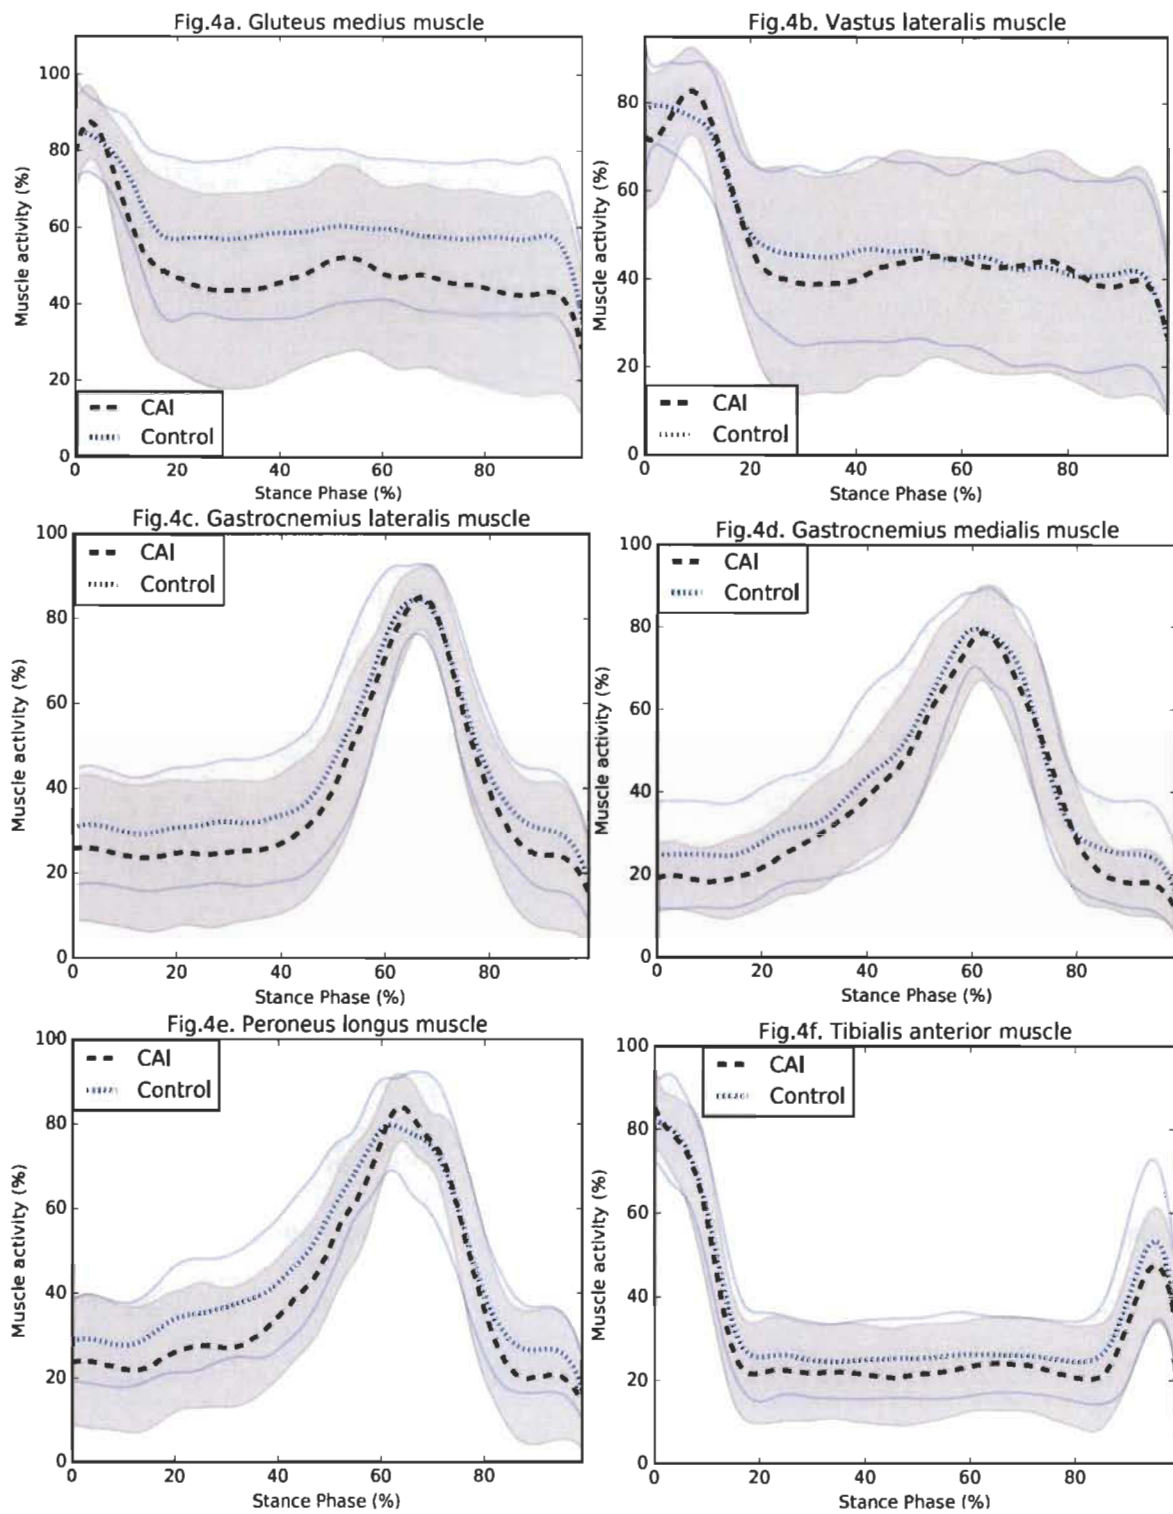 Fig.4a. Gluteus medius muscle
Muscle activity (%)
100
80
60
40
20
0
CAI
Control
0 20 40 60 80
Stance Phase (%)
Fig.4b. Vastus lateralis muscle
Muscle activity (%)
80
60
40
20
0
CAI
Control
0 20 40 60 80
Stance Phase (%)
Fig.4c. Gastrocnemius lateralis muscle
Muscle activity (%)
100
80
60
40
20
0
CAI
Control
0 20 40 60 80
Stance Phase (%)
Fig.4d. Gastrocnemius medialis muscle
Muscle activity (%)
100
80
60
40
20
0
CAI
Control
0 20 40 60 80
Stance Phase (%)
Fig.4e. Peroneus longus muscle
Muscle activity (%)
100
80
60
40
20
0
CAI
Control
0 20 40 60 80
Stance Phase (%)
Fig.4f. Tibialis anterior muscle
Muscle activity (%)
100
80
60
40
20
0
CAI
Control
0 20 40 60 80
Stance Phase (%)